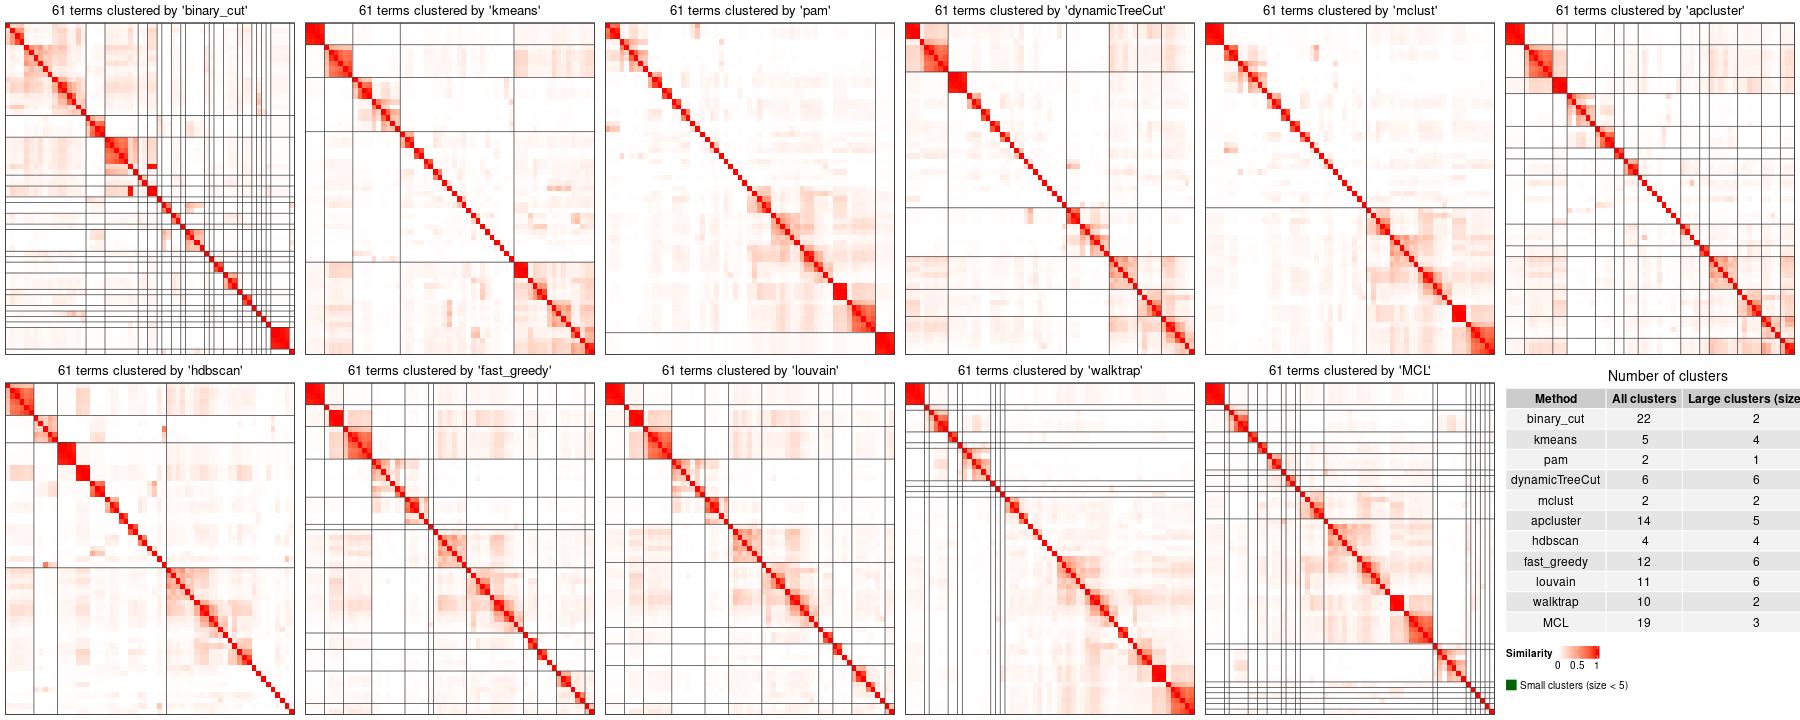 61 terms clustered by 'binary_cut'
61 terms clustered by 'kmeans'
61 terms clustered by 'pam'
61 terms clustered by 'dynamicTreeCut'
61 terms clustered by 'mclust'
61 terms clustered by 'apcluster'
61 terms clustered by 'hdbscan'
61 terms clustered by 'fast_greedy'
61 terms clustered by 'louvain'
61 terms clustered by 'walktrap'
61 terms clustered by 'MCL'
Number of clusters
Method All clusters Large clusters (size
binary_cut 22 2
kmeans 5 4
pam 2 1
dynamicTreeCut 6 6
mclust 2 2
apcluster 14 5
hdbscan 4 4
fast_greedy 12 6
louvain 11 6
walktrap 10 2
MCL 19 3
Similarity
0 0.5 1
Small clusters (size < 5)